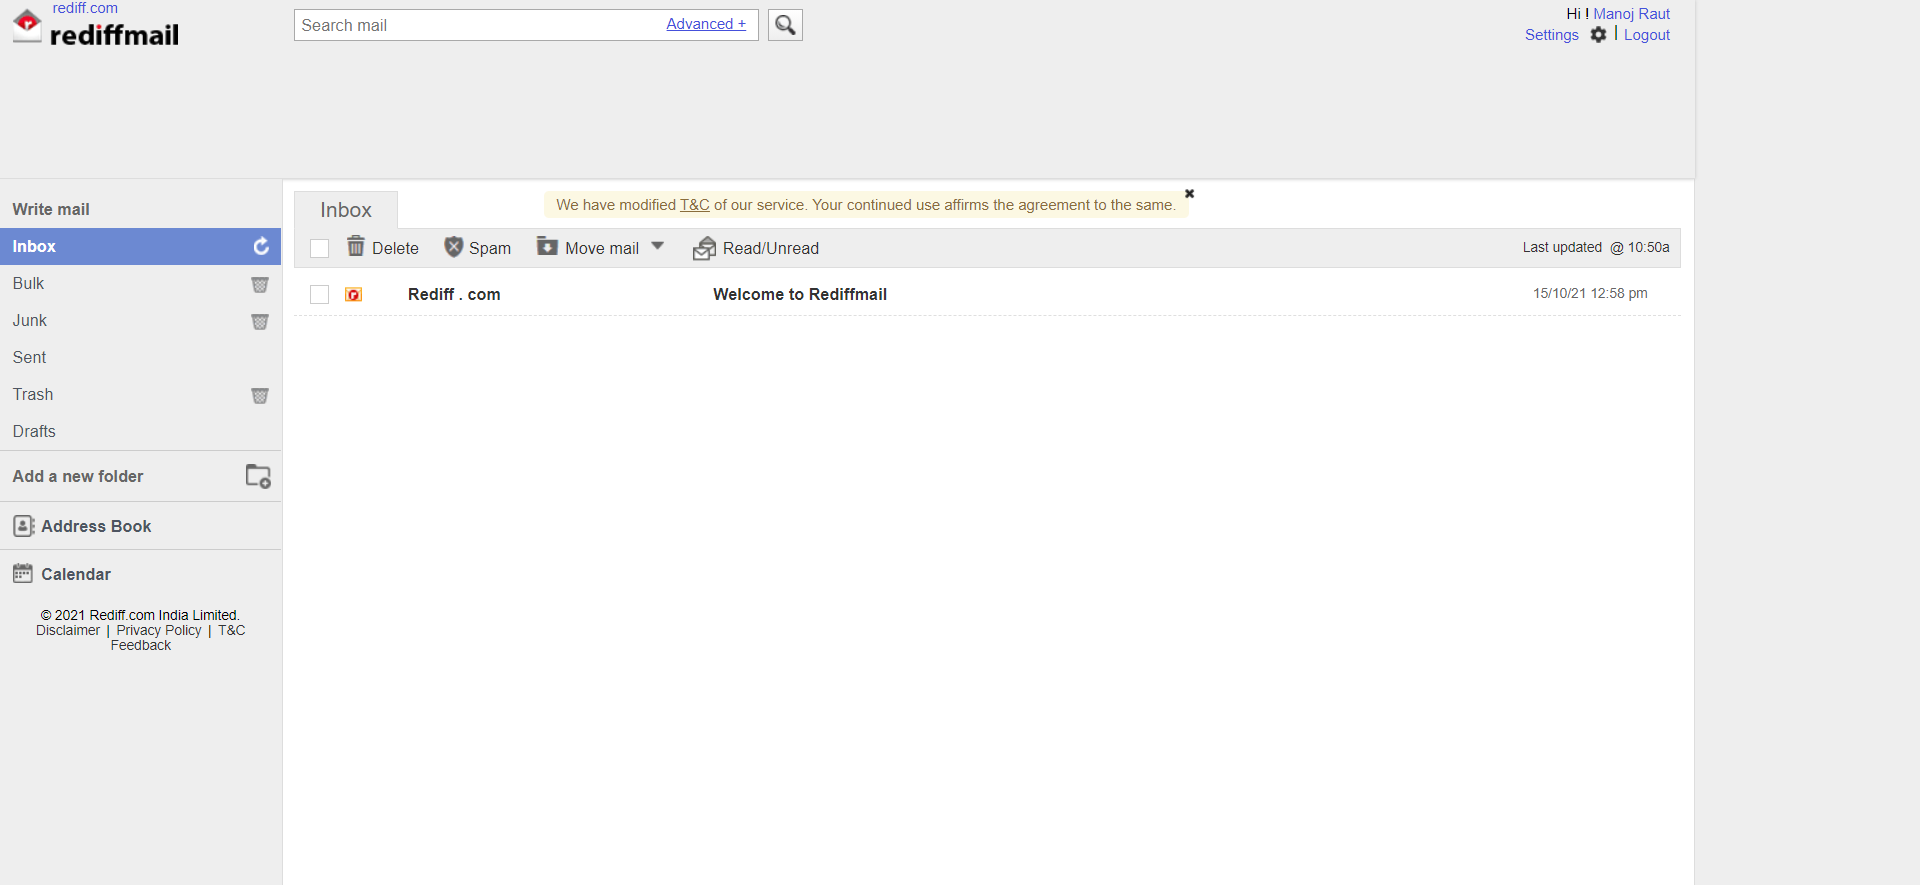 rediff.com
rediffmail
Search mail Advanced +
Hi ! Manoj Raut
Settings | Logout
Write mail
Inbox
Bulk
Junk
Sent
Trash
Drafts
Add a new folder
Address Book
Calendar
© 2021 Rediff.com India Limited.
Disclaimer | Privacy Policy | T&C
Feedback
Inbox
We have modified T&C of our service. Your continued use affirms the agreement to the same.
Delete Spam Move mail Read/Unread Last updated @ 10:50a
Rediff . com Welcome to Rediffmail 15/10/21 12:58 pm